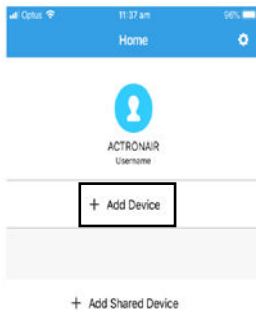 Optus 11:37 am 96%
Home
ACTRONAIR
Username
+ Add Device
+ Add Shared Device